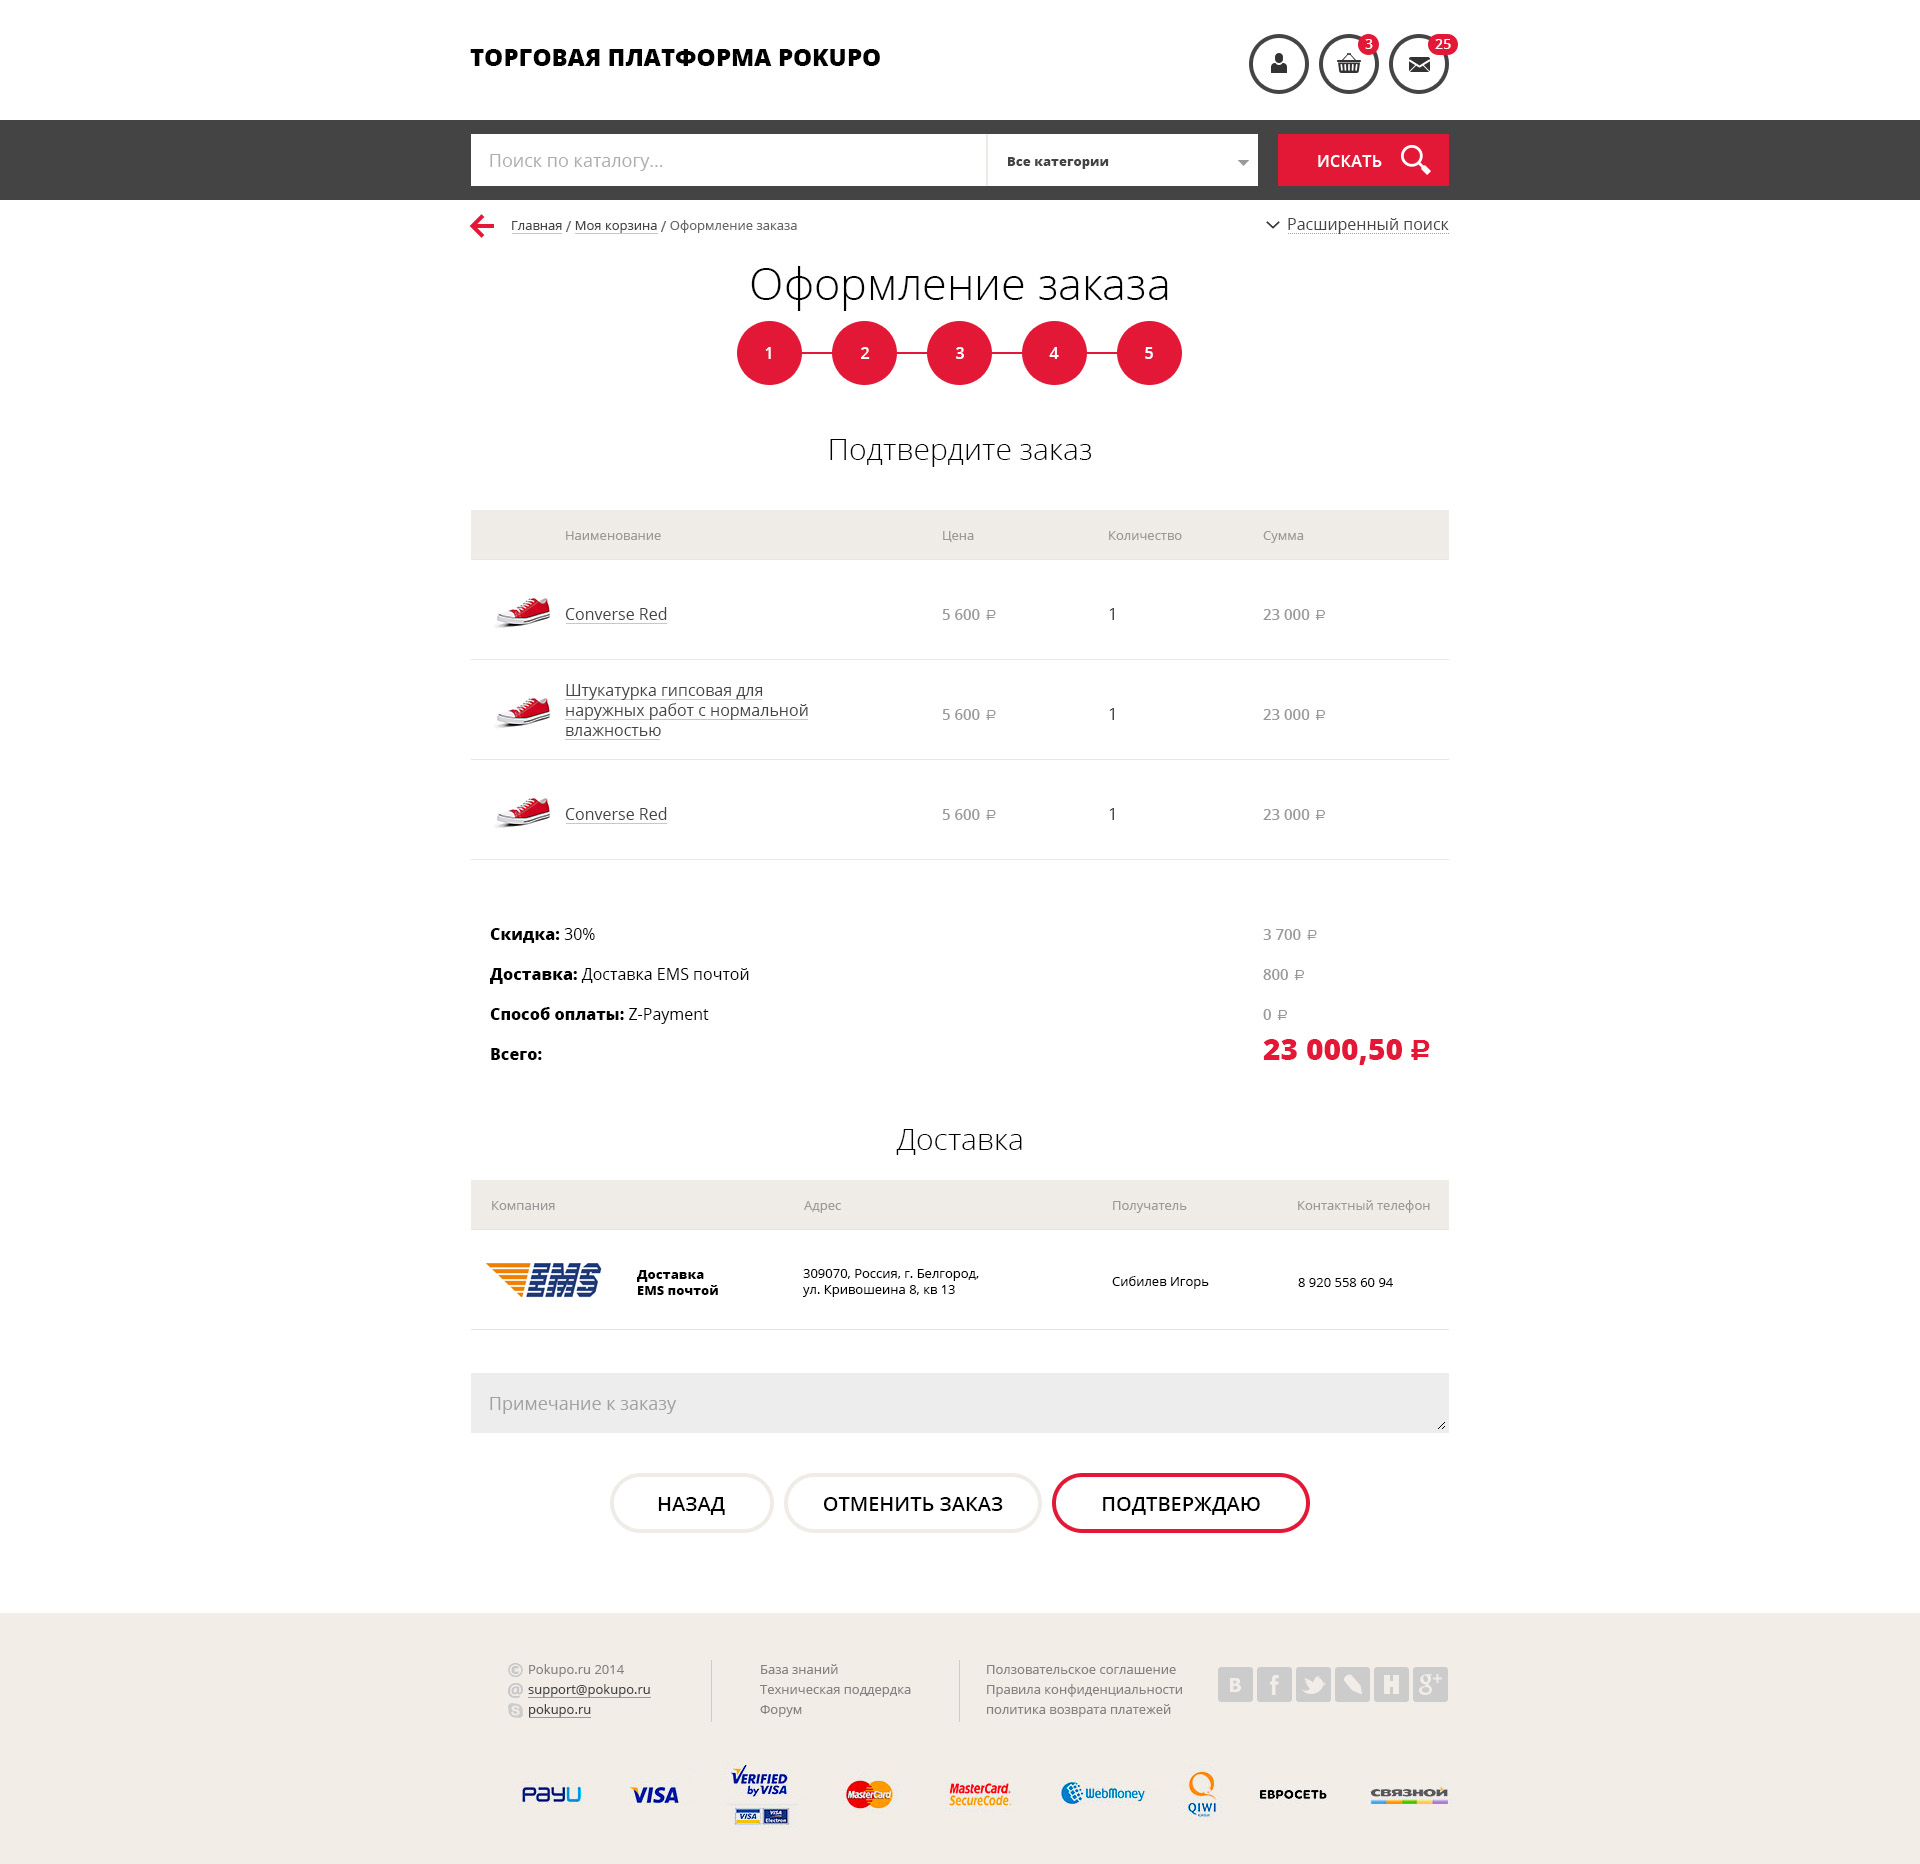 ТОРГОВАЯ ПЛАТФОРМА POKUPO
3
25
Поиск по каталогу...
Все категории
ИСКАТЬ
Главная / Моя корзина / Оформление заказа
Расширенный поиск
Оформление заказа
1 2 3 4 5
Подтвердите заказ
Наименование Цена Количество Сумма
Converse Red 5 600 ₽ 1 23 000 ₽
Штукатурка гипсовая для
наружных работ с нормальной
влажностью
5 600 ₽ 1 23 000 ₽
Converse Red 5 600 ₽ 1 23 000 ₽
Скидка: 30% 3 700 ₽
Доставка: Доставка EMS почтой 800 ₽
Способ оплаты: Z-Payment 0 ₽
Всего: 23 000,50 ₽
Доставка
Компания Адрес Получатель Контактный телефон
EMS
Доставка
EMS почтой
309070, Россия, г. Белгород,
ул. Кривошеина 8, кв 13
Сибилев Игорь
8 920 558 60 94
Примечание к заказу
НАЗАД
ОТМЕНИТЬ ЗАКАЗ
ПОДТВЕРЖДАЮ
© Pokupo.ru 2014
@ support@pokupo.ru
pokupo.ru
База знаний
Техническая поддердка
Форум
Ползовательское соглашение
Правила конфиденциальности
политика возврата платежей
В f H g+
PayU
VISA
VERIFIED
by VISA
VISA VISA Electron
MasterCard
MasterCard.
SecureCode.
WebMoney
QIWI
ЕВРОСЕТЬ
СВЯЗНОЙ